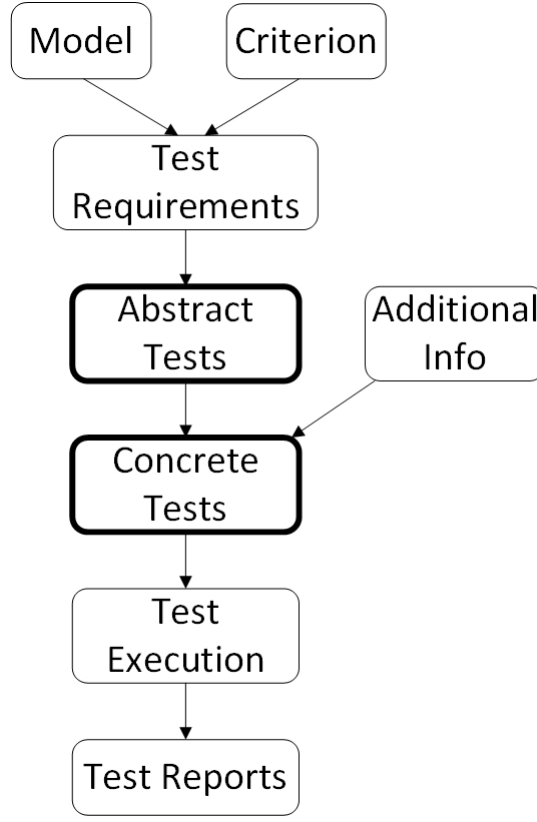 Model
Criterion
Test
Requirements
Abstract
Tests
Additional
Info
Concrete
Tests
Test
Execution
Test Reports